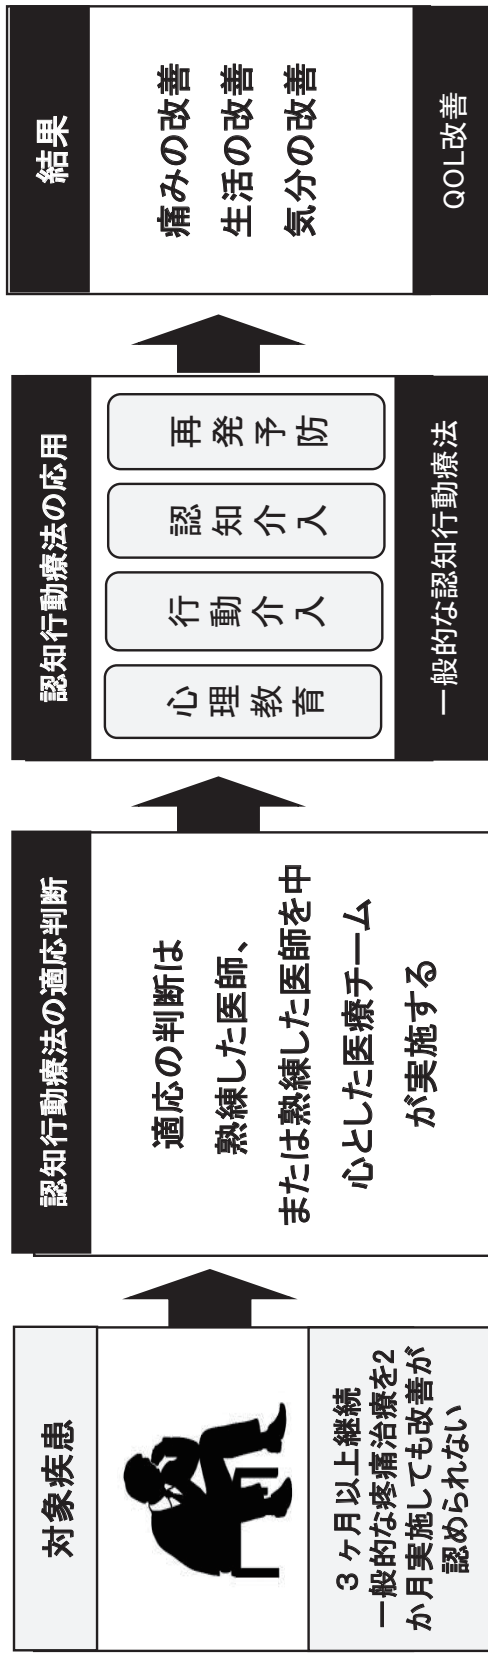 対象疾患
３ヶ月以上継続
一般的な疼痛治療を2
か月実施しても改善が
認められない
認知行動療法の適応判断
適応の判断は
熟練した医師、
または熟練した医師を中
心とした医療チーム
が実施する
認知行動療法の応用
心理教育
行動介入
認知介入
再発予防
一般的な認知行動療法
結果
痛みの改善
生活の改善
気分の改善
QOL改善